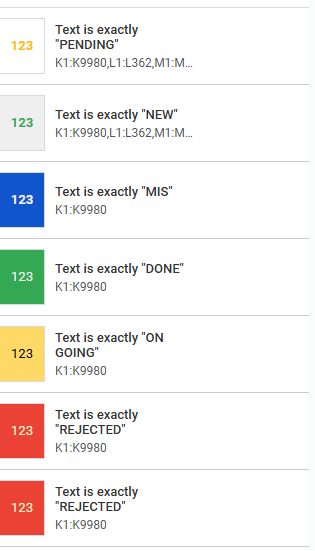 123
Text is exactly
"PENDING"
K1:K9980,L1:L362,M1:M...
123
Text is exactly "NEW"
K1:K9980,L1:L362,M1:M...
123
Text is exactly "MIS"
K1:K9980
123
Text is exactly "DONE"
K1:K9980
123
Text is exactly "ON
GOING"
K1:K9980
123
Text is exactly
"REJECTED"
K1:K9980
123
Text is exactly
"REJECTED"
K1:K9980